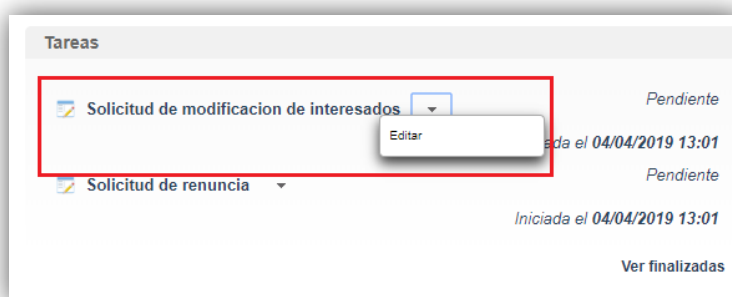 Tareas
Solicitud de modificacion de interesados
Pendiente
Editar
el 04/04/2019 13:01
Solicitud de renuncia
Pendiente
Iniciada el 04/04/2019 13:01
Ver finalizadas